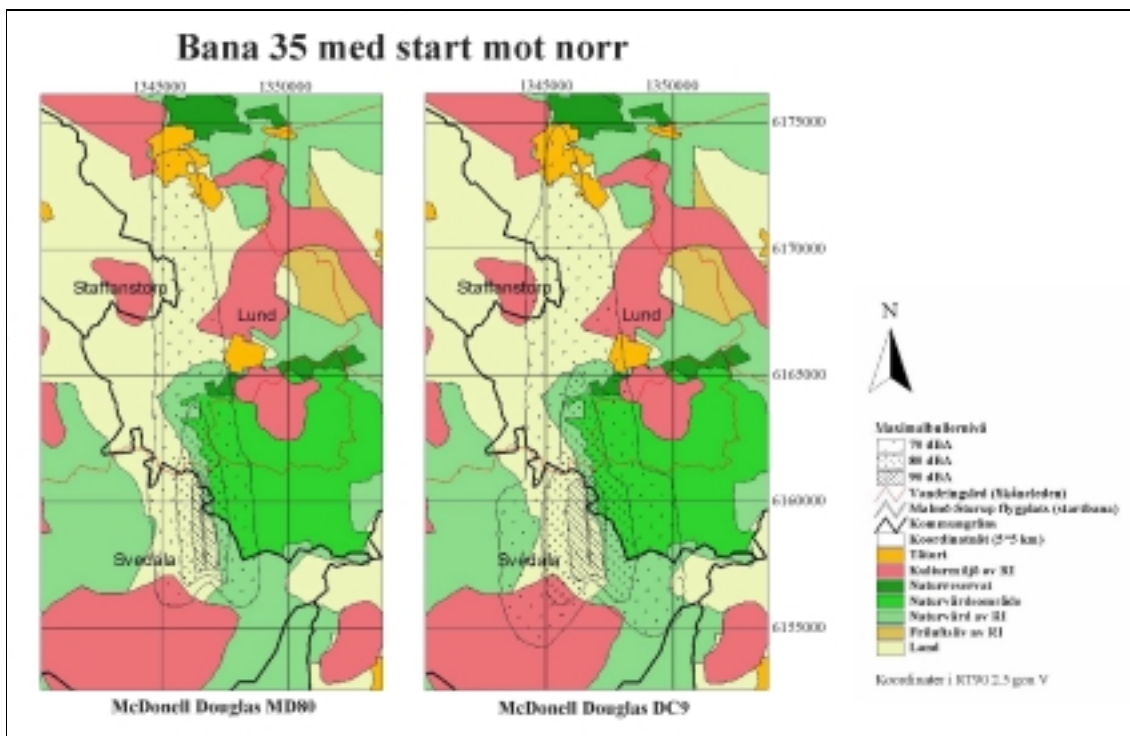 Bana 35 med start mot norr
1345000 1350000
1345000 1350000
6175000
6170000
6165000
6160000
6155000
Staffanstorp
Lund
Svedala
Staffanstorp
Lund
Svedala
McDonell Douglas MD80
McDonell Douglas DC9
N
Maximalbullernivå
70 dBA
80 dBA
90 dBA
Vandringsled (Skåneleden)
Malmö-Sturup flygplats (startbana)
Kommungräns
Koordinatnät (5*5 km)
Tätort
Kulturmiljö av RI
Naturreservat
Naturvårdsområde
Naturvård av RI
Friluftsliv av RI
Land
Koordinater i RT90 2.5 gon V